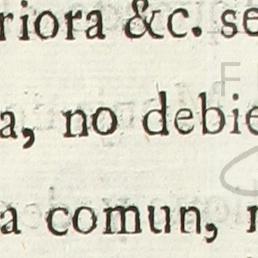 riora &c. se
a, no debie
a comun,